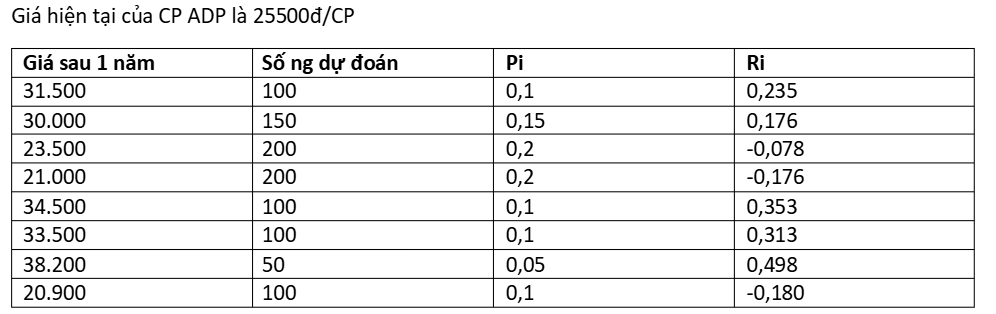 Giá hiện tại của CP ADP là 25500đ/CP
Giá sau 1 năm Số ng dự đoán Pi Ri
31.500 100 0,1 0,235
30.000 150 0,15 0,176
23.500 200 0,2 -0,078
21.000 200 0,2 -0,176
34.500 100 0,1 0,353
33.500 100 0,1 0,313
38.200 50 0,05 0,498
20.900 100 0,1 -0,180